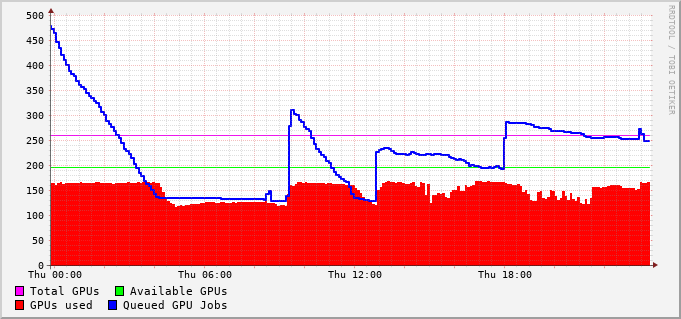 RRDTOOL / TOBI OETIKER
500
450
400
350
300
250
200
150
100
50
0
Thu 00:00 Thu 06:00 Thu 12:00 Thu 18:00
Total GPUs Available GPUs
GPUs used Queued GPU Jobs